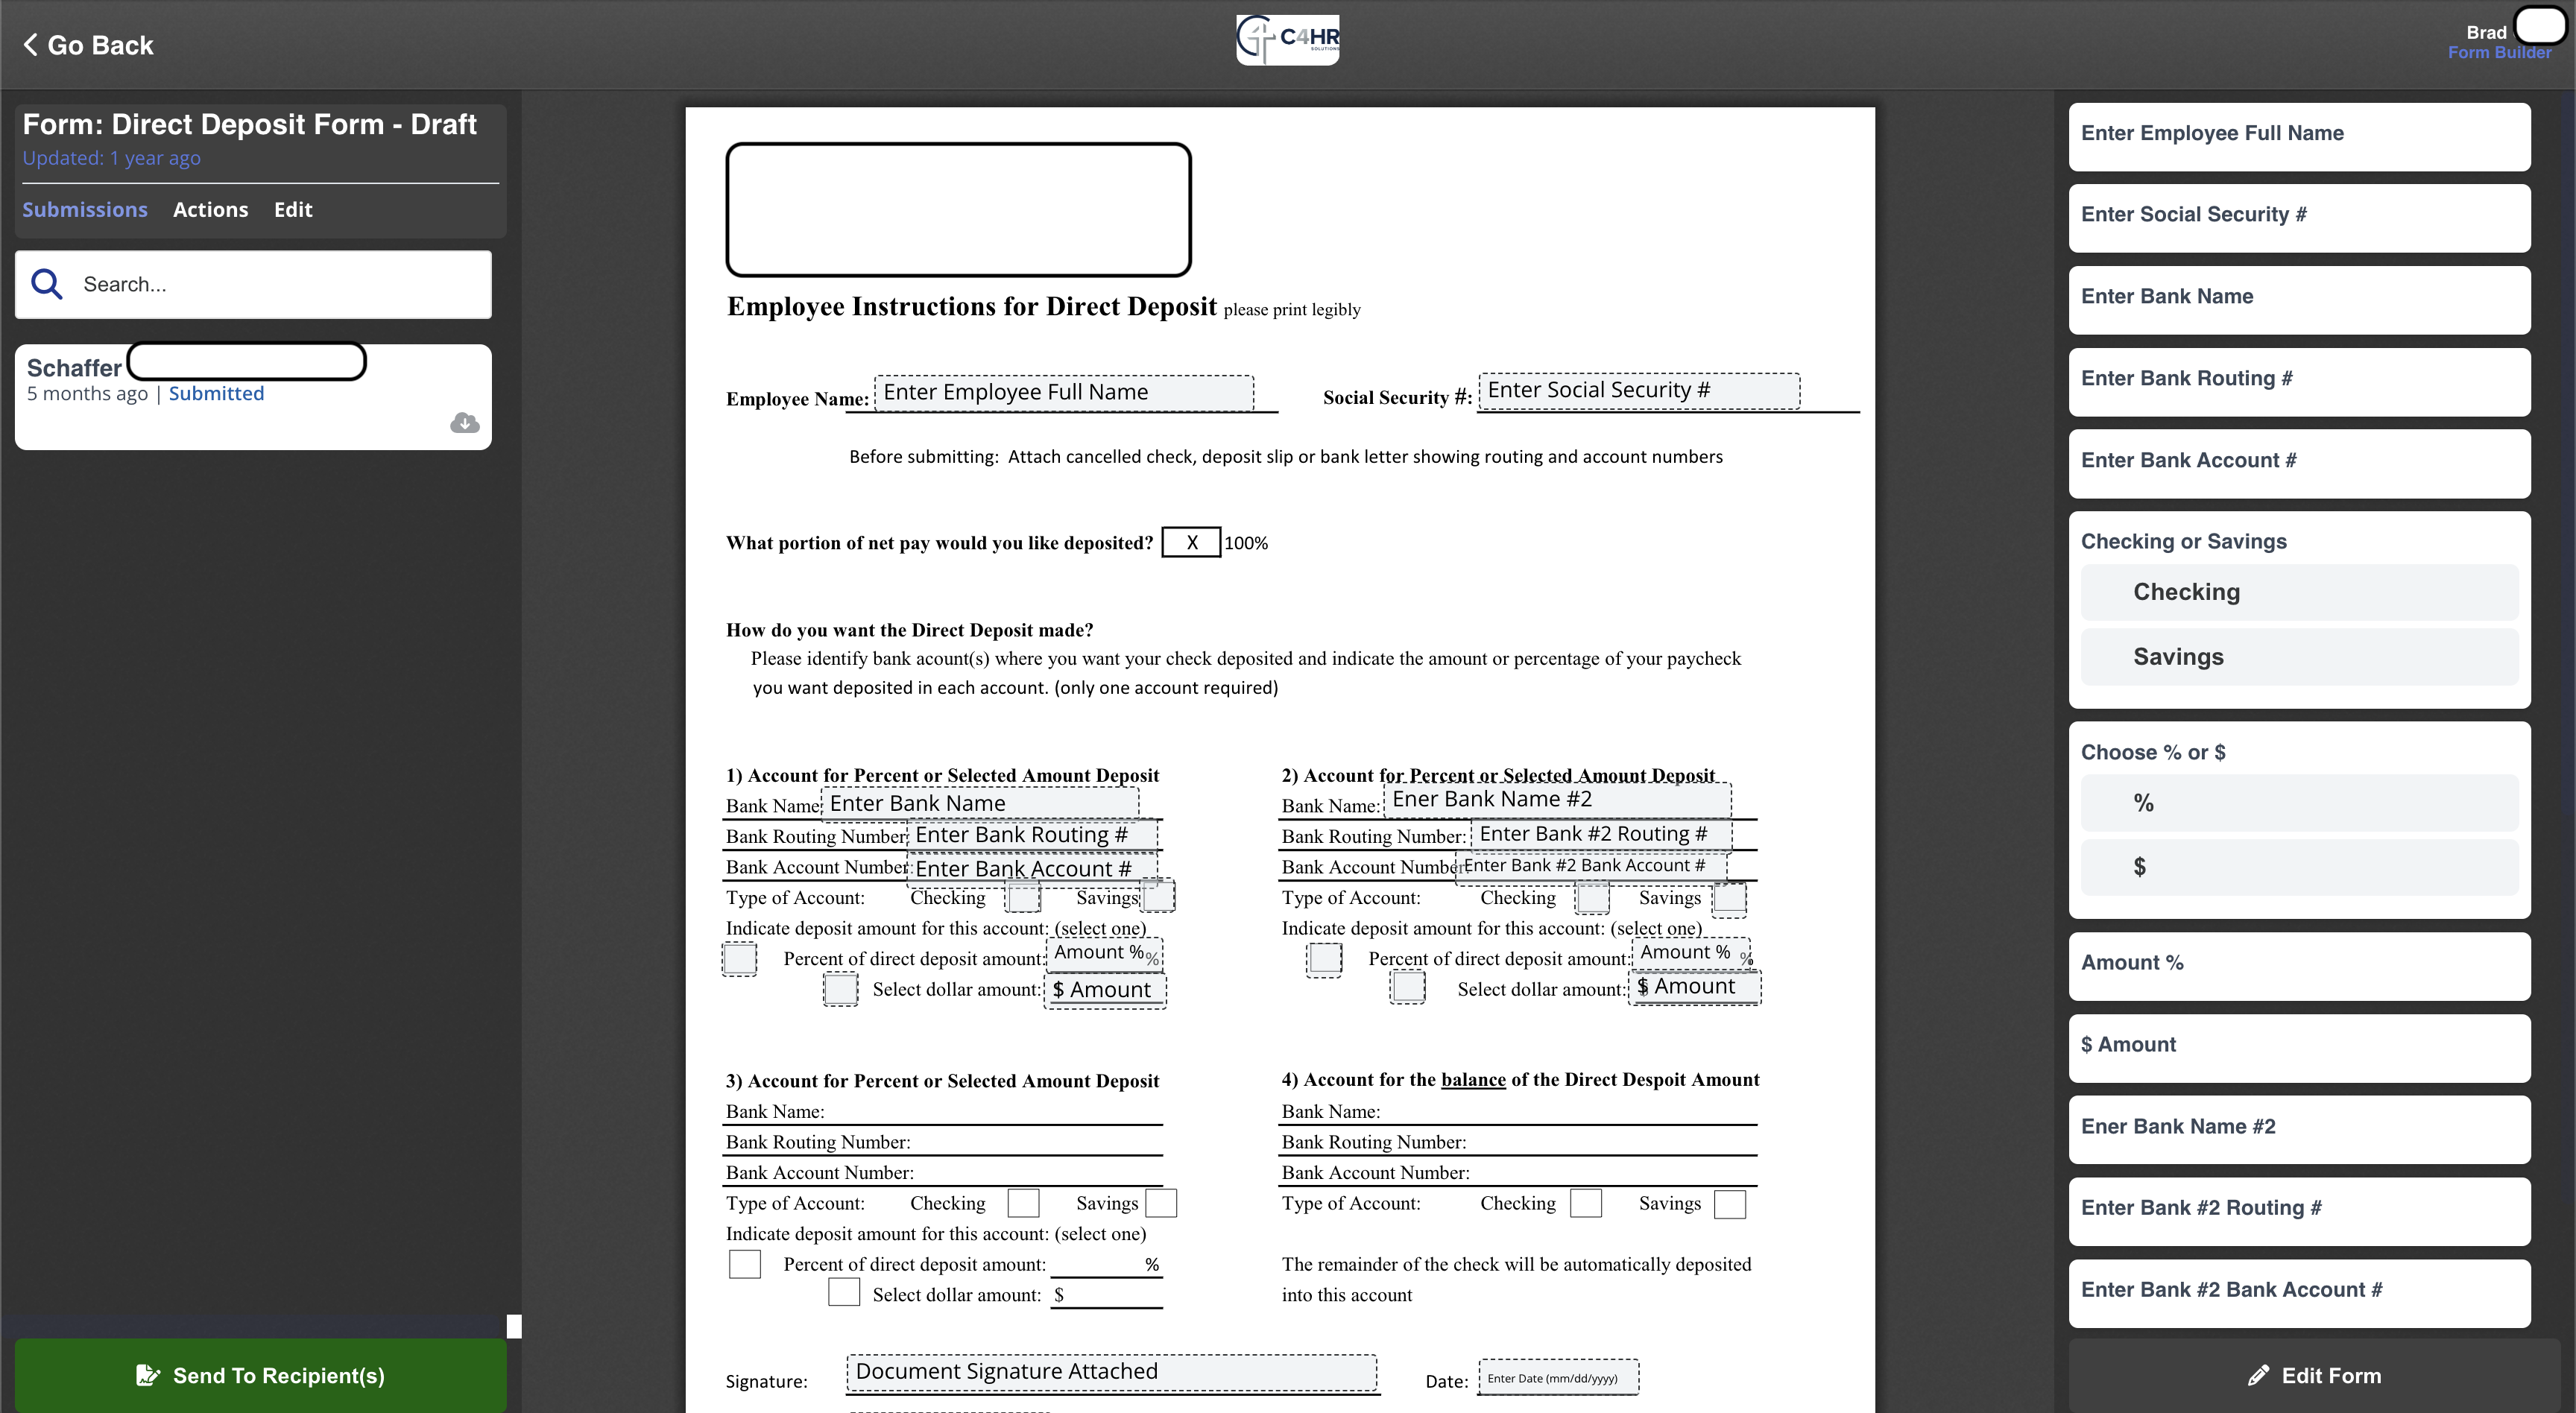 Go Back
C4HR
SOLUTIONS
Brad
Form Builder
Form: Direct Deposit Form - Draft
Updated: 1 year ago
Submissions Actions Edit
Search...
Schaffer
5 months ago | Submitted
Send To Recipient(s)
Employee Instructions for Direct Deposit please print legibly
Employee Name: Enter Employee Full Name Social Security #: Enter Social Security #
Before submitting: Attach cancelled check, deposit slip or bank letter showing routing and account numbers
What portion of net pay would you like deposited? X 100%
How do you want the Direct Deposit made?
Please identify bank acount(s) where you want your check deposited and indicate the amount or percentage of your paycheck
you want deposited in each account. (only one account required)
1) Account for Percent or Selected Amount Deposit
Bank Name: Enter Bank Name
Bank Routing Number: Enter Bank Routing #
Bank Account Number: Enter Bank Account #
Type of Account: Checking Savings
Indicate deposit amount for this account: (select one)
Percent of direct deposit amount: Amount % %
Select dollar amount: $ Amount
2) Account for Percent or Selected Amount Deposit
Bank Name: Ener Bank Name #2
Bank Routing Number: Enter Bank #2 Routing #
Bank Account Number: Enter Bank #2 Bank Account #
Type of Account: Checking Savings
Indicate deposit amount for this account: (select one)
Percent of direct deposit amount: Amount % %
Select dollar amount: $ Amount
3) Account for Percent or Selected Amount Deposit
Bank Name:
Bank Routing Number:
Bank Account Number:
Type of Account: Checking Savings
Indicate deposit amount for this account: (select one)
Percent of direct deposit amount: %
Select dollar amount: $
4) Account for the balance of the Direct Despoit Amount
Bank Name:
Bank Routing Number:
Bank Account Number:
Type of Account: Checking Savings
The remainder of the check will be automatically deposited
into this account
Signature: Document Signature Attached Date: Enter Date (mm/dd/yyyy)
Enter Employee Full Name
Enter Social Security #
Enter Bank Name
Enter Bank Routing #
Enter Bank Account #
Checking or Savings
Checking
Savings
Choose % or $
%
$
Amount %
$ Amount
Ener Bank Name #2
Enter Bank #2 Routing #
Enter Bank #2 Bank Account #
Edit Form